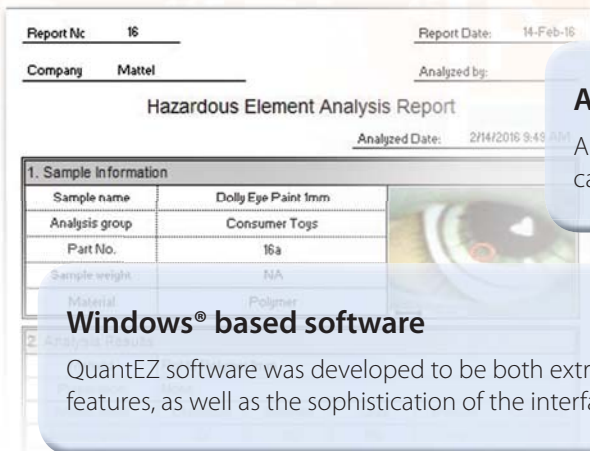 Report Nc 16 Report Date: 14-Feb-16
Company Mattel Analyzed by:
Hazardous Element Analysis Report
Analyzed Date: 2/14/2016 9:49 AM
1. Sample Information
Sample name Dolly Eye Paint 1mm
Analysis group Consumer Toys
Part No. 16a
Sample weight NA
Material Polymer
2. Analysis Results
A
A
ca
Windows® based software
QuantEZ software was developed to be both extr
features, as well as the sophistication of the interfa